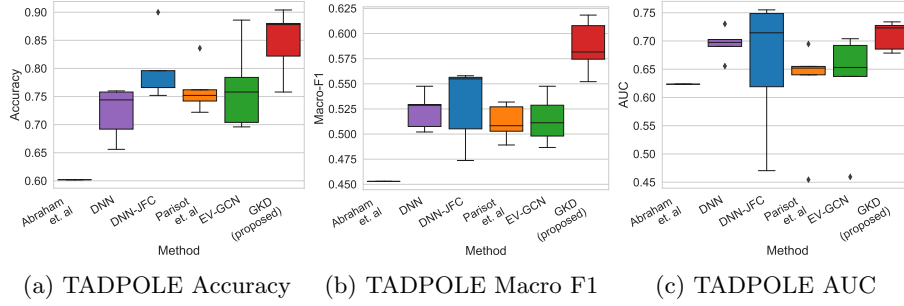 0.90
0.85
0.80
0.75
0.70
0.65
0.60
Accuracy
Abraham
et. al
DNN
DNN-JFC
Parisot
et. al
EV-GCN
GKD
(proposed)
Method
(a) TADPOLE Accuracy
0.625
0.600
0.575
0.550
0.525
0.500
0.475
0.450
Macro-F1
Abraham
et. al
DNN
DNN-JFC
Parisot
et. al
EV-GCN
GKD
(proposed)
Method
(b) TADPOLE Macro F1
0.75
0.70
0.65
0.60
0.55
0.50
0.45
AUC
Abraham
et. al
DNN
DNN-JFC
Parisot
et. al
EV-GCN
GKD
(proposed)
Method
(c) TADPOLE AUC